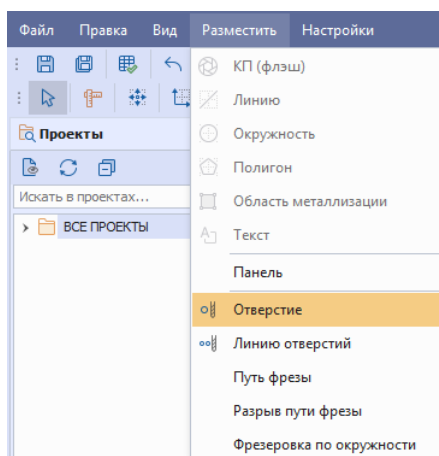 Файл Правка Вид Разместить Настройки
КП (флэш)
Линию
Окружность
Полигон
Область металлизации
Текст
Панель
Отверстие
Линию отверстий
Путь фрезы
Разрыв пути фрезы
Фрезеровка по окружности
Проекты
Искать в проектах...
ВСЕ ПРОЕКТЫ